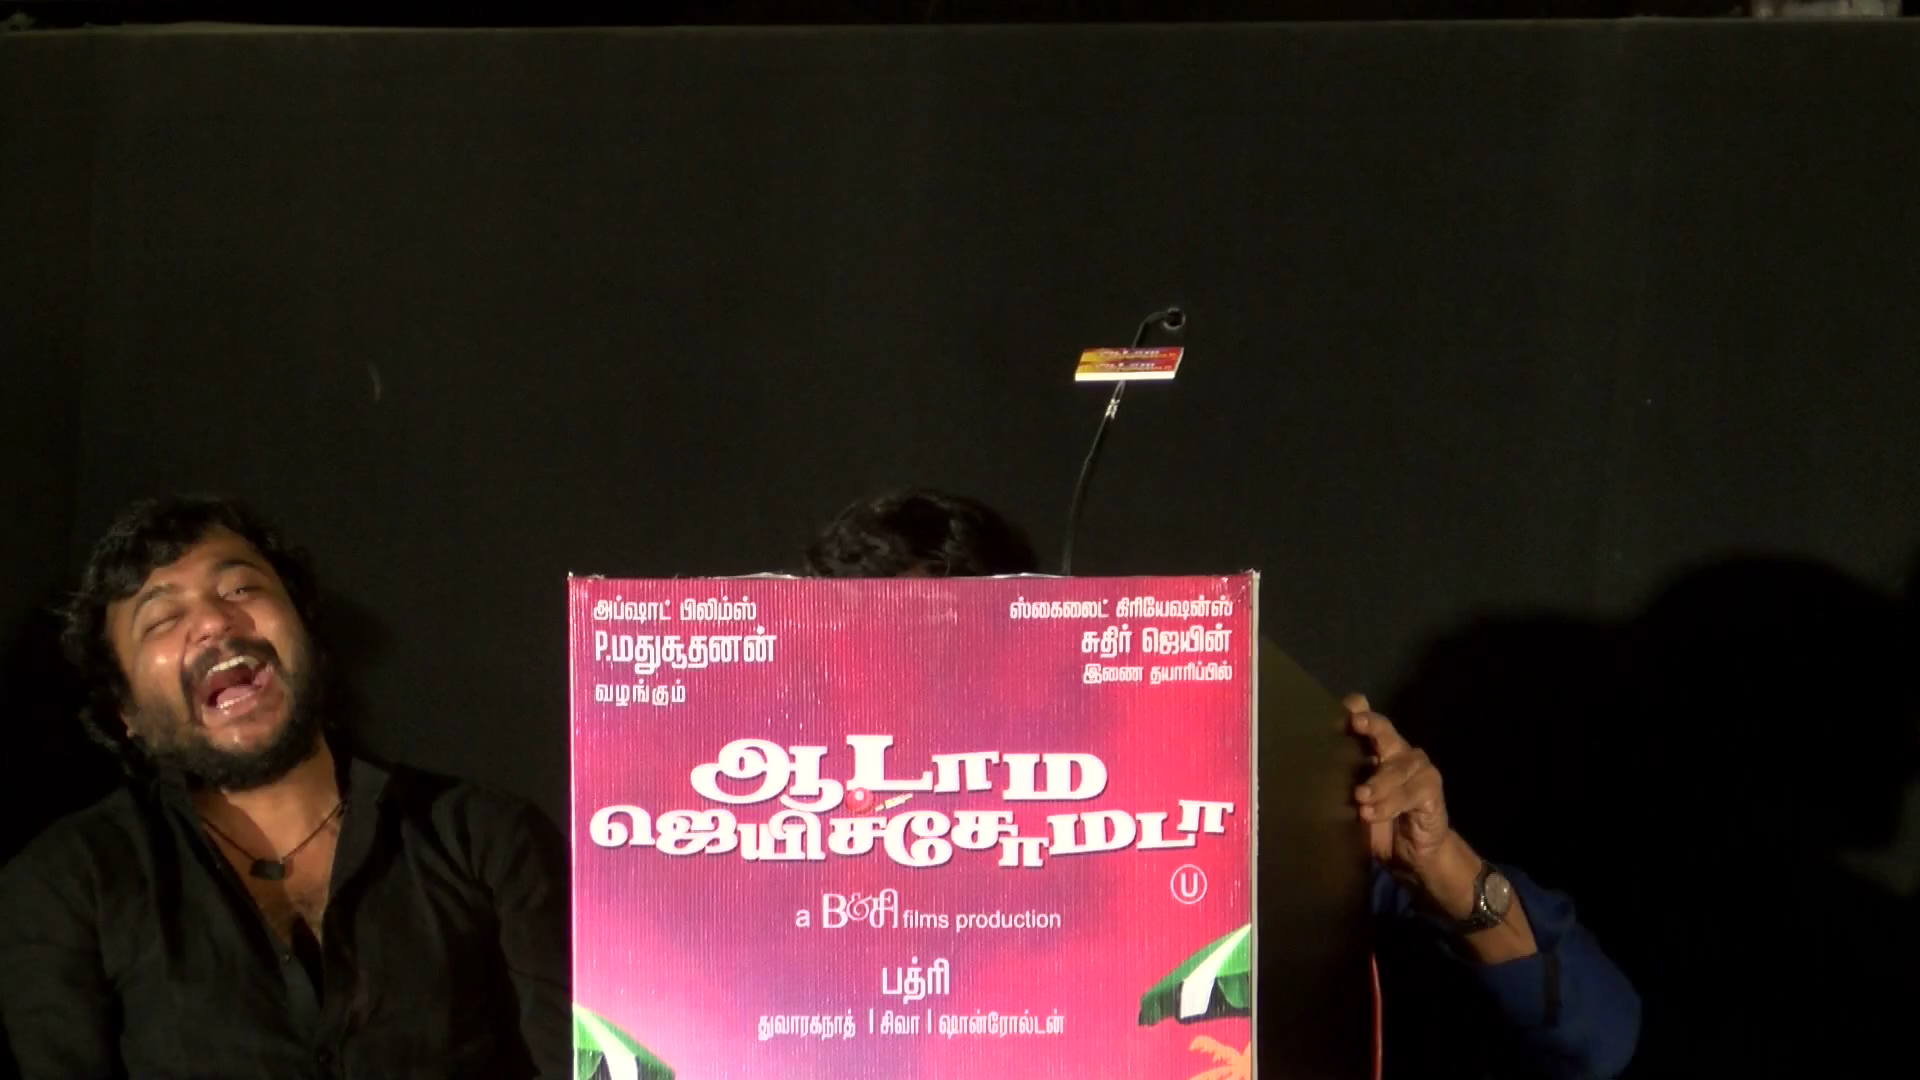 அப்ஷாட் பிலிம்ஸ்
P.மதுசூதனன்
வழங்கும்
ஸ்கைலைட் கிரியேஷன்ஸ்
சுதிர் ஜெயின்
இணை தயாரிப்பில்
ஆடாம
ஜெயிச்சோமடா
U
a B&C films production
பத்ரி
துவாரகநாத் | சிவா | ஷான்ரோல்டன்